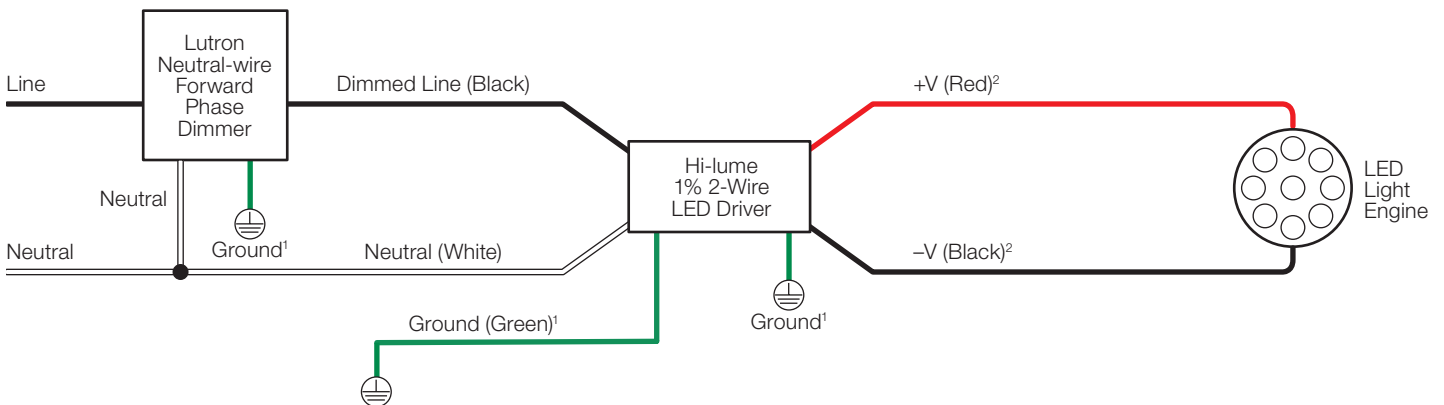 Lutron
Neutral-wire
Forward
Phase
Dimmer
Line
Dimmed Line (Black)
+V (Red)²
Hi-lume
1% 2-Wire
LED Driver
LED
Light
Engine
Neutral
Ground¹
Neutral
Neutral (White)
–V (Black)²
Ground¹
Ground (Green)¹